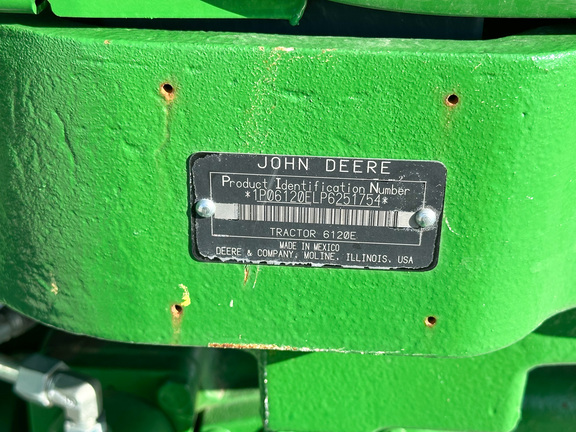 JOHN DEERE
Product Identification Number
*1P06120ELP6251754*
TRACTOR 6120E
MADE IN MEXICO
DEERE & COMPANY, MOLINE, ILLINOIS, USA